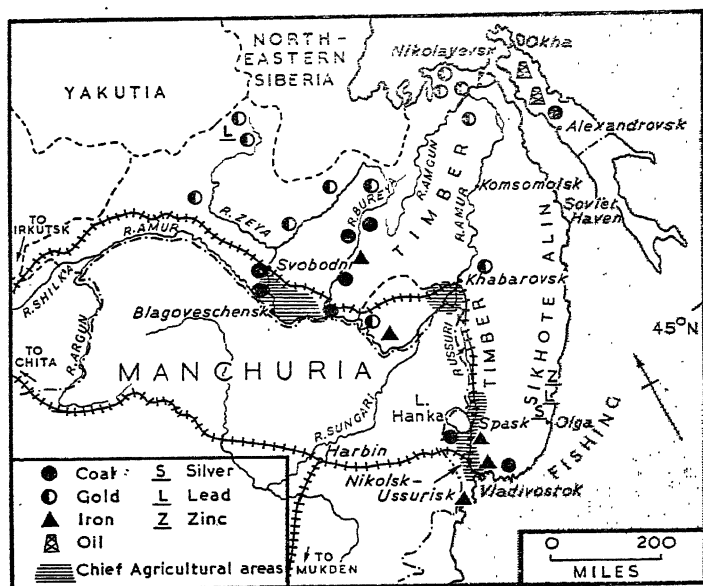 NORTH-
EASTERN
SIBERIA
YAKUTIA
Nikolayevsk
Okha
Alexandrovsk
L
R. ZEYA
R. BUREYA
R. AMGUN
TIMBER
R. AMUR
Komsomolsk
Soviet
Haven
TO
IRKUTSK
R. AMUR
R. SHILKA
Svobodni
Blagoveschensk
Khabarovsk
45°N
R. ARGUN
TO
CHITA
MANCHURIA
R. USSURI
TIMBER
SIKHOTE ALIN
R. SUNGARI
L.
Hanka
Z
L
S
Spask
Olga
FISHING
Harbin
Nikolsk-
Ussurisk
Vladivostok
TO
MUKDEN
Coal S Silver
Gold L Lead
Iron Z Zinc
Oil
Chief Agricultural areas
0 200
MILES